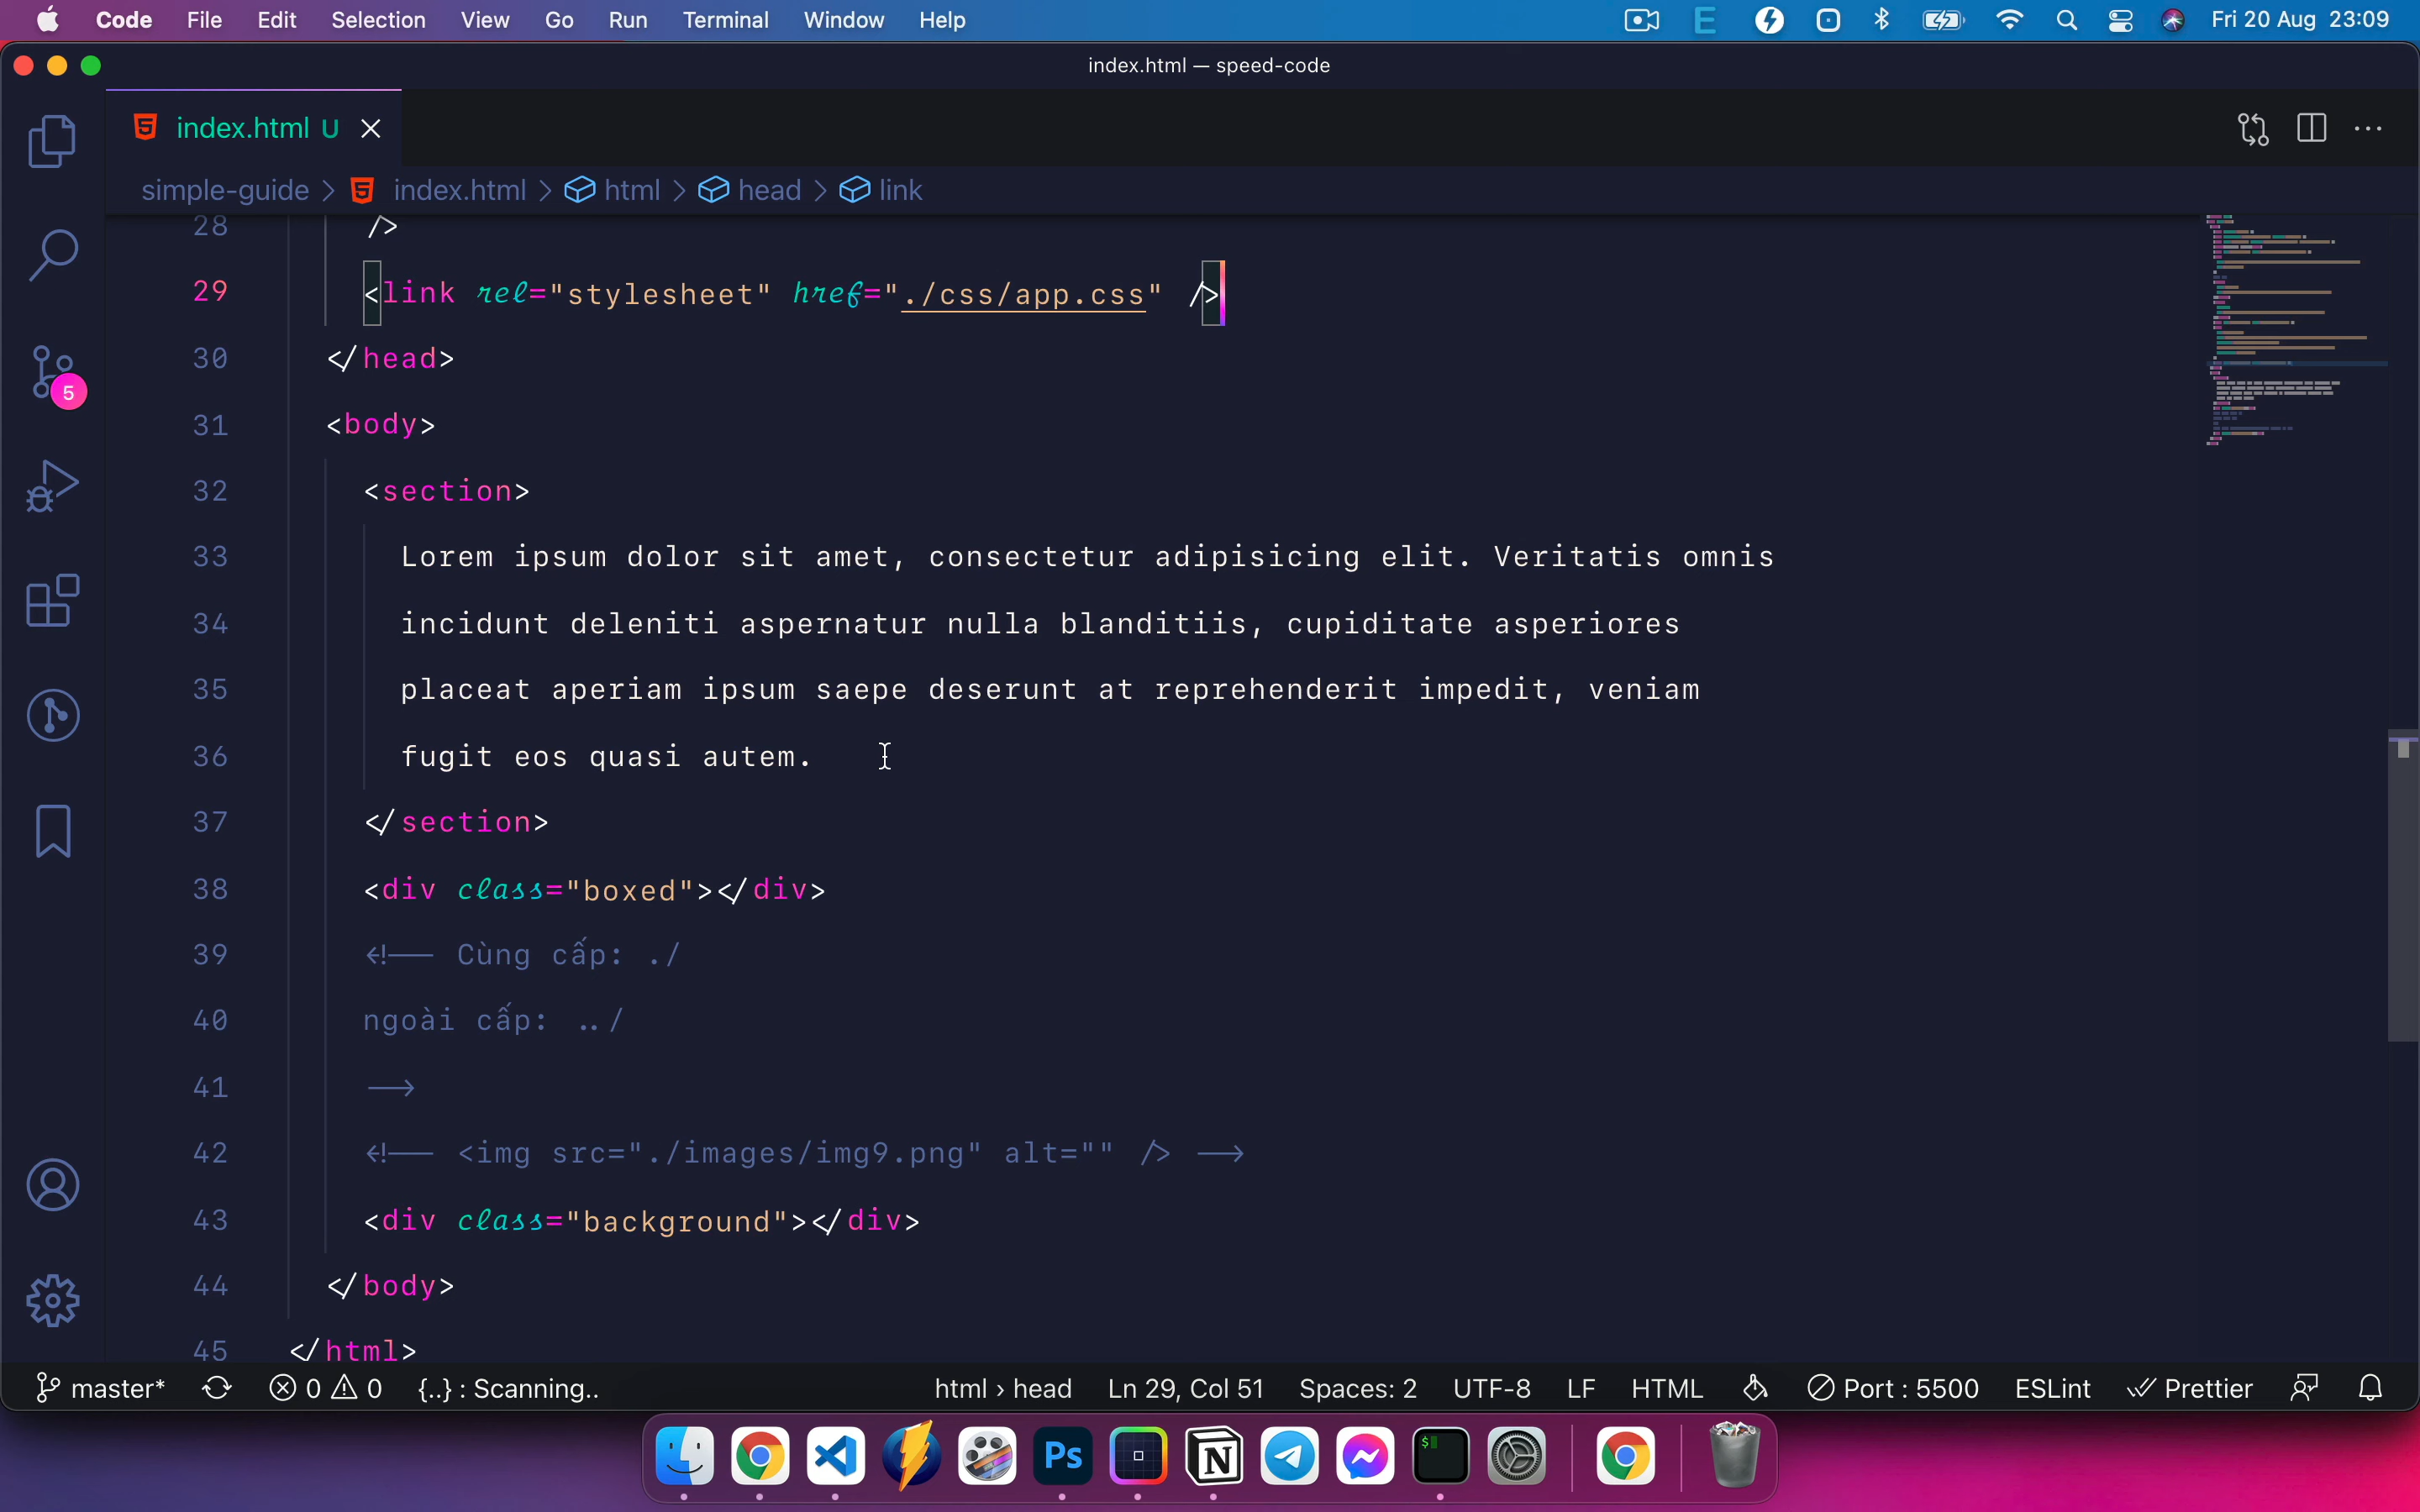 Code File Edit Selection View Go Run Terminal Window Help Fri 20 Aug 23:09
index.html — speed-code
index.html U
simple-guide > index.html > html > head > link
28 />
29 <link rel="stylesheet" href="./css/app.css" />
30 </head>
31 <body>
32 <section>
33 Lorem ipsum dolor sit amet, consectetur adipisicing elit. Veritatis omnis
34 incidunt deleniti aspernatur nulla blanditiis, cupiditate asperiores
35 placeat aperiam ipsum saepe deserunt at reprehenderit impedit, veniam
36 fugit eos quasi autem.
37 </section>
5
38 <div class="boxed"></div>
39 <!-- Cùng cấp: ./
40 ngoài cấp: ../
41 -->
42 <!-- <img src="./images/img9.png" alt="" /> -->
43 <div class="background"></div>
44 </body>
45 </html>
master* 0 0 {..} : Scanning.. html › head Ln 29, Col 51 Spaces: 2 UTF-8 LF HTML Port : 5500 ESLint Prettier
Ps
$